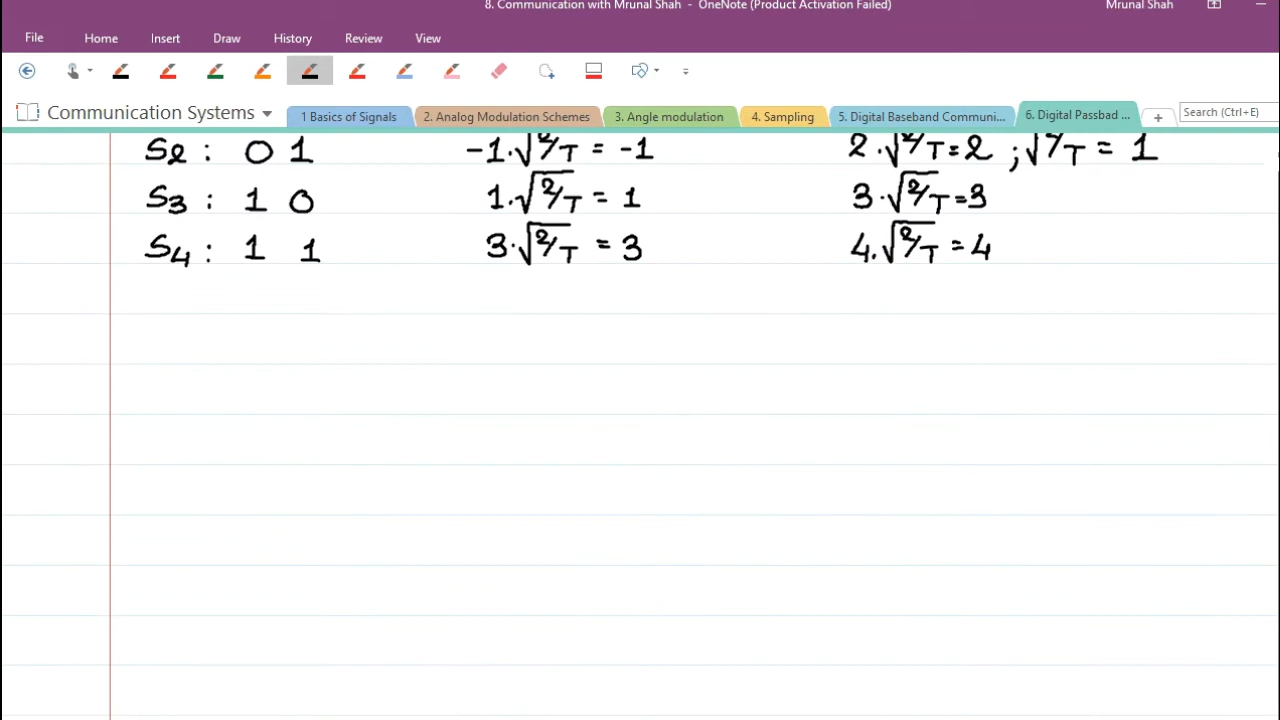 8. Communication with Mrunal Shah - OneNote (Product Activation Failed) Mrunal Shah
File Home Insert Draw History Review View
Communication Systems 1 Basics of Signals 2. Analog Modulation Schemes 3. Angle modulation 4. Sampling 5. Digital Baseband Communi... 6. Digital Passbad ... Search (Ctrl+E)
S2 : 0 1 -1·√2/T = -1 2·√2/T = 2 ; √2/T = 1
S3 : 1 0 1·√2/T = 1 3·√2/T = 3
S4 : 1 1 3·√2/T = 3 4·√2/T = 4